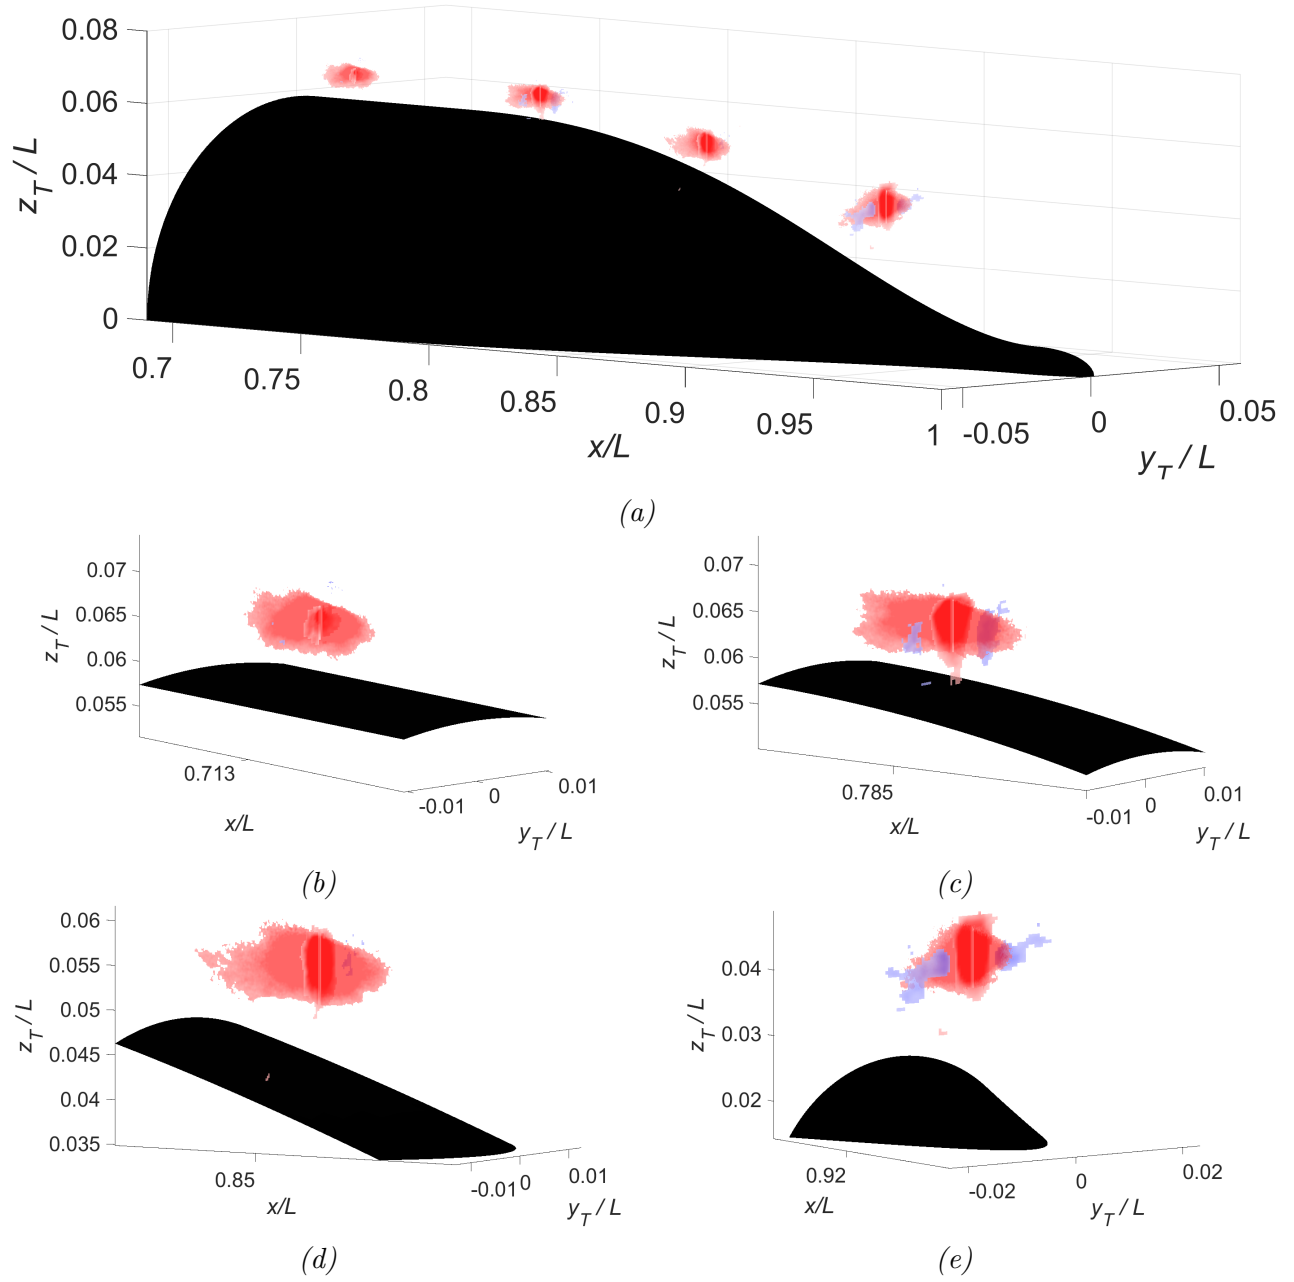 0.08
0.06
0.04
0.02
0
z_T / L
0.7
0.75
0.8
0.85
0.9
0.95
1
x/L
-0.05
0
0.05
y_T / L
(a)
0.07
0.065
0.06
0.055
z_T / L
0.713
x/L
-0.01
0
0.01
y_T / L
(b)
0.07
0.065
0.06
0.055
z_T / L
0.785
x/L
-0.01
0
0.01
y_T / L
(c)
0.06
0.055
0.05
0.045
0.04
0.035
z_T / L
0.85
x/L
-0.01
0
0.01
y_T / L
(d)
0.04
0.03
0.02
z_T / L
0.92
x/L
-0.02
0
0.02
y_T / L
(e)